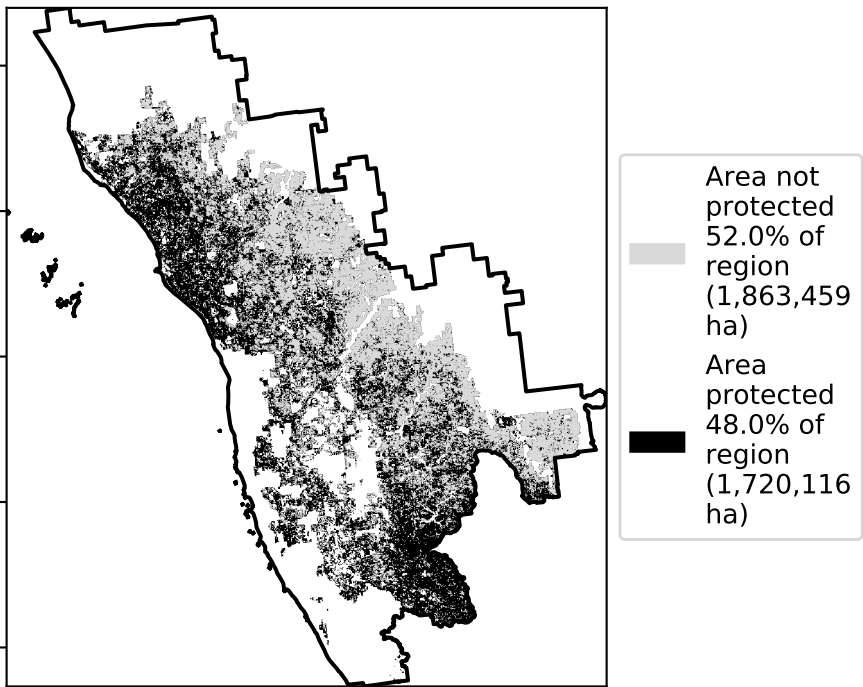 Area not
protected
52.0% of
region
(1,863,459
ha)
Area
protected
48.0% of
region
(1,720,116
ha)